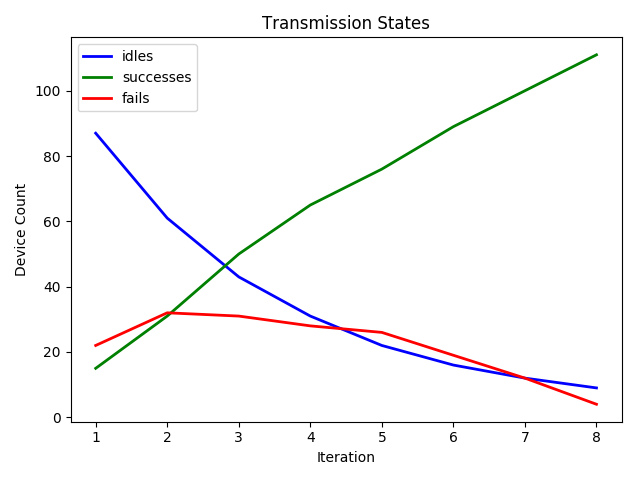 Transmission States
idles
successes
fails
Device Count
100
80
60
40
20
0
1 2 3 4 5 6 7 8
Iteration